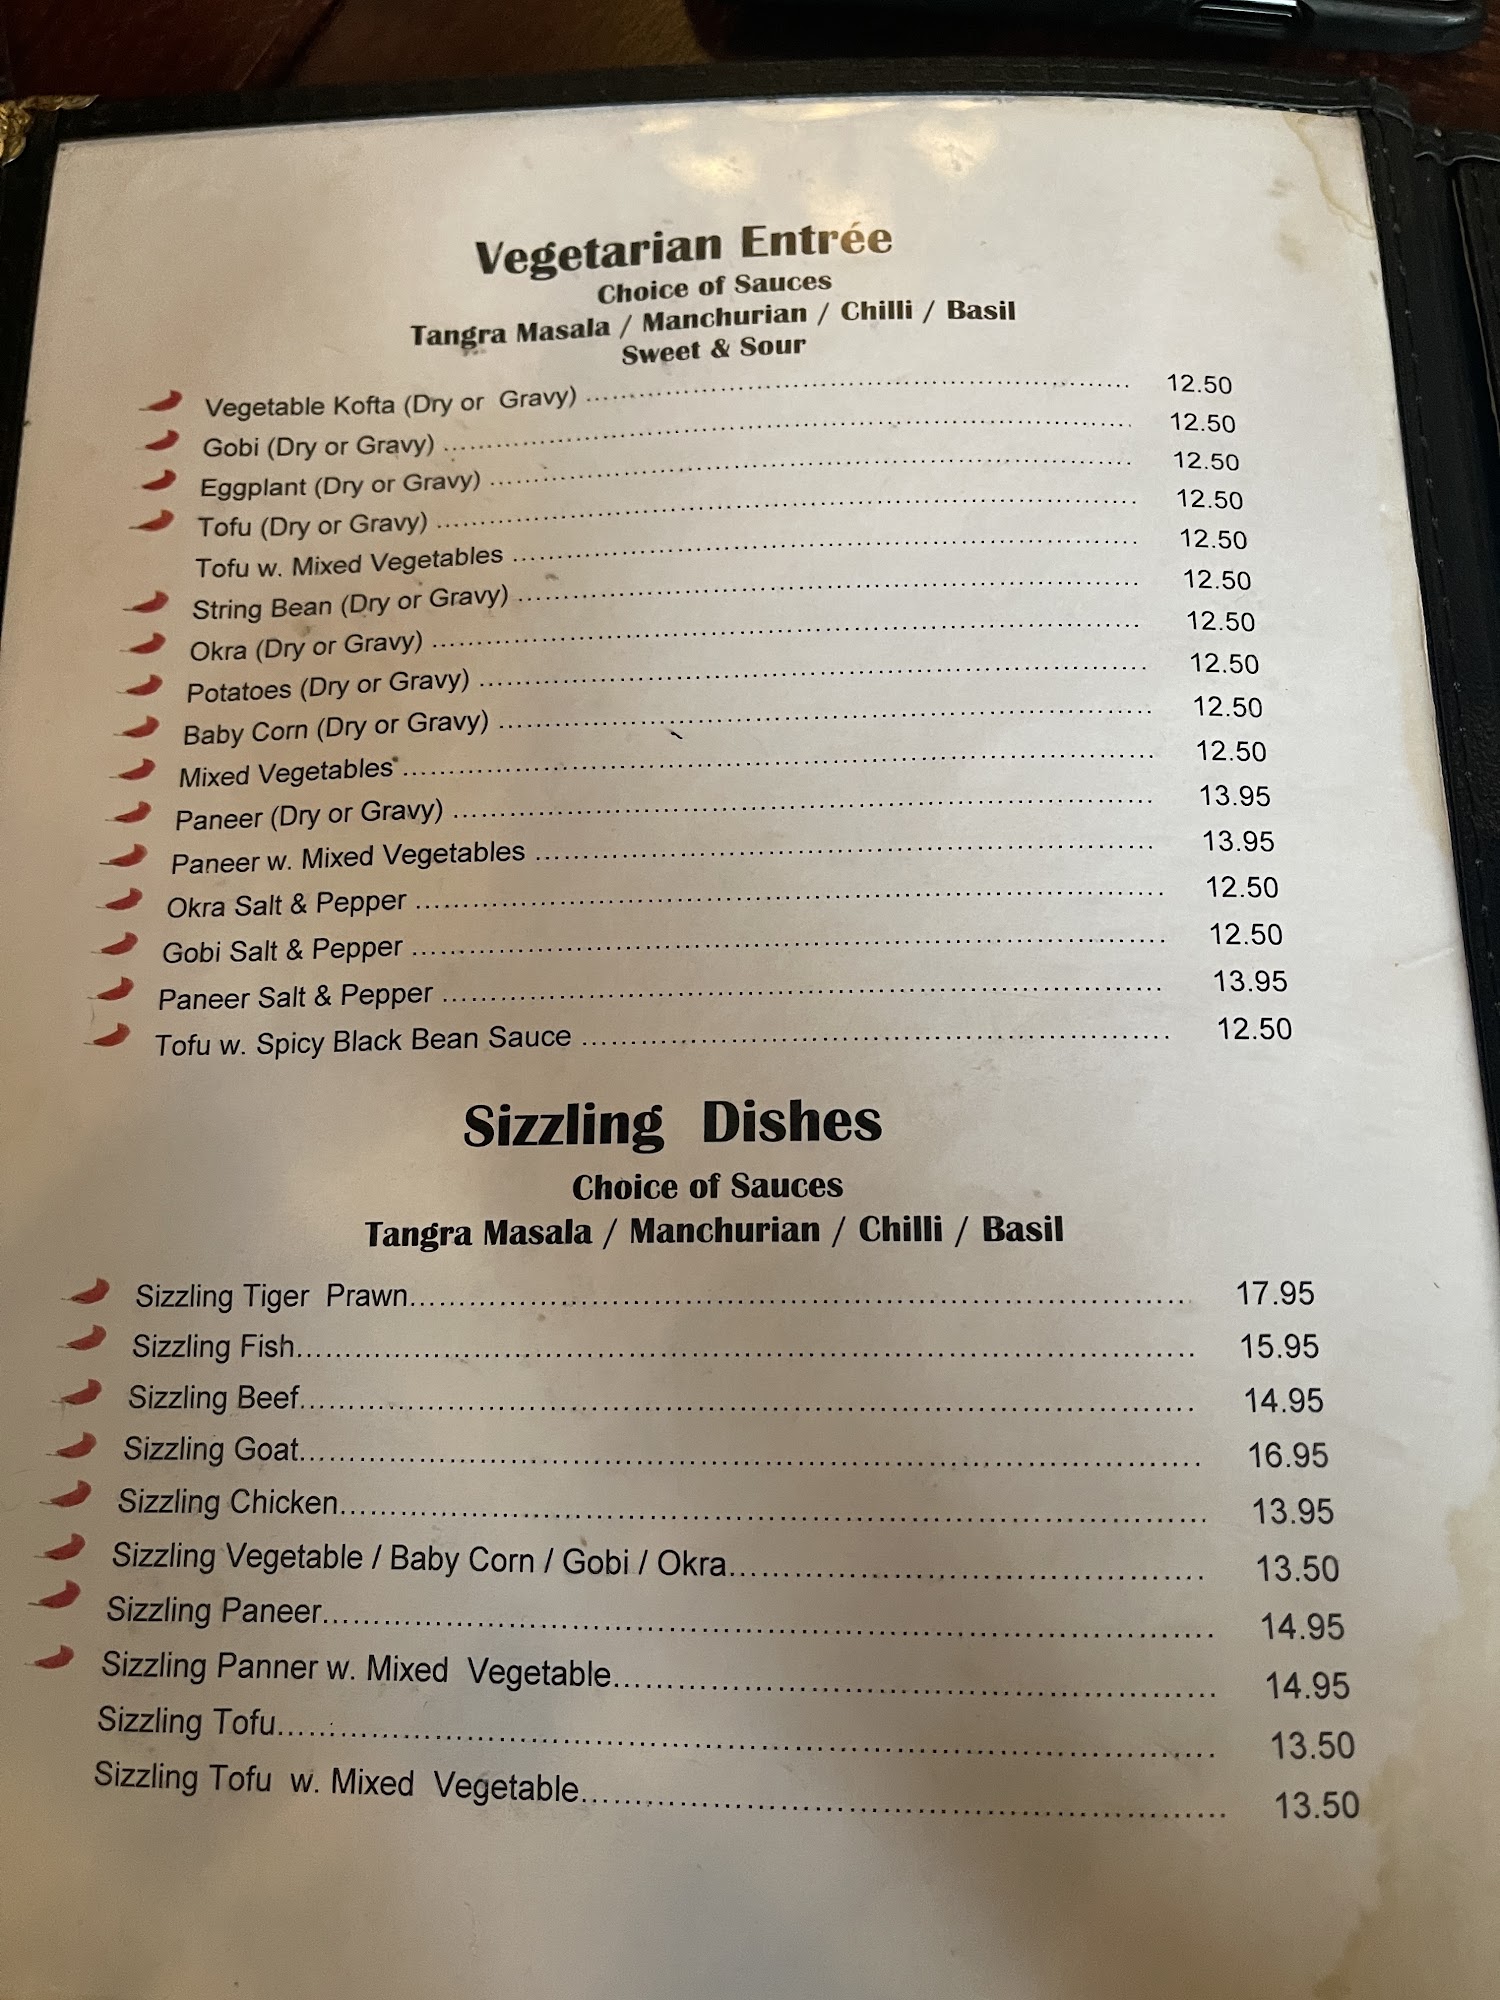 Vegetarian Entrée
Choice of Sauces
Tangra Masala / Manchurian / Chilli / Basil
Sweet & Sour
Vegetable Kofta (Dry or Gravy) ........ 12.50
Gobi (Dry or Gravy) ........ 12.50
Eggplant (Dry or Gravy) ........ 12.50
Tofu (Dry or Gravy) ........ 12.50
Tofu w. Mixed Vegetables ........ 12.50
String Bean (Dry or Gravy) ........ 12.50
Okra (Dry or Gravy) ........ 12.50
Potatoes (Dry or Gravy) ........ 12.50
Baby Corn (Dry or Gravy) ........ 12.50
Mixed Vegetables ........ 12.50
Paneer (Dry or Gravy) ........ 13.95
Paneer w. Mixed Vegetables ........ 13.95
Okra Salt & Pepper ........ 12.50
Gobi Salt & Pepper ........ 12.50
Paneer Salt & Pepper ........ 13.95
Tofu w. Spicy Black Bean Sauce ........ 12.50
Sizzling Dishes
Choice of Sauces
Tangra Masala / Manchurian / Chilli / Basil
Sizzling Tiger Prawn........ 17.95
Sizzling Fish........ 15.95
Sizzling Beef........ 14.95
Sizzling Goat........ 16.95
Sizzling Chicken........ 13.95
Sizzling Vegetable / Baby Corn / Gobi / Okra........ 13.50
Sizzling Paneer........ 14.95
Sizzling Panner w. Mixed Vegetable........ 14.95
Sizzling Tofu........ 13.50
Sizzling Tofu w. Mixed Vegetable........ 13.50